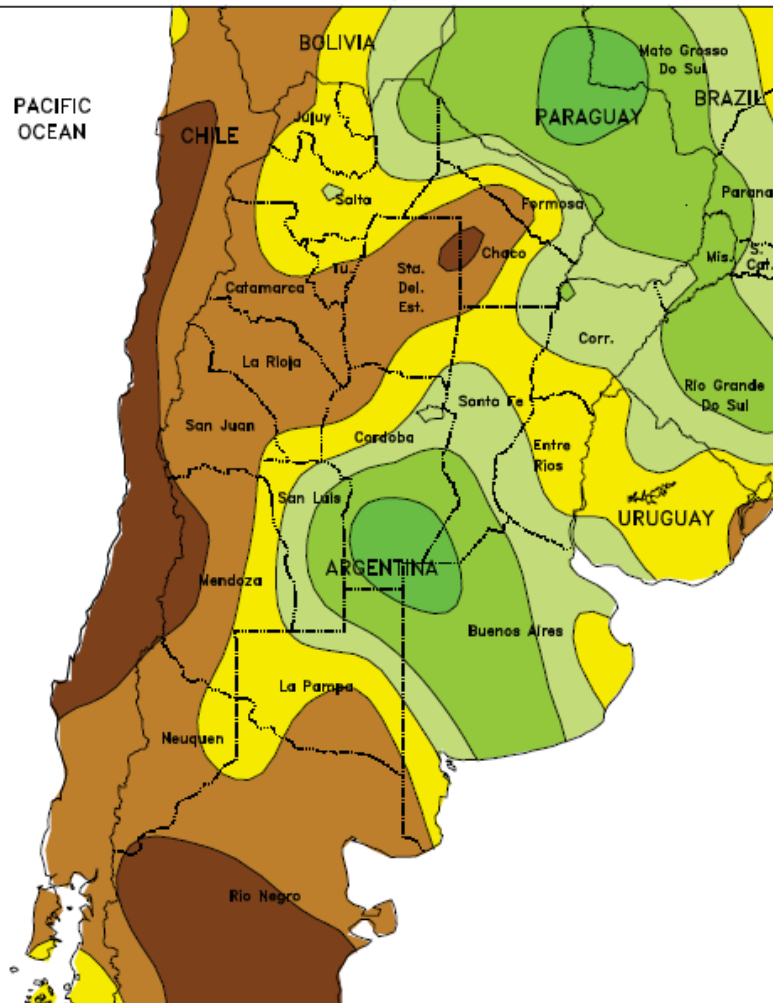 BOLIVIA
Mato Grosso
Do Sul
PACIFIC
OCEAN
BRAZIL
PARAGUAY
Jujuy
CHILE
Salta
Parana
Formosa
Chaco
Mis.
S.
Cat.
Tu.
Sta.
Del.
Est.
Catamarca
Corr.
La Rioja
Rio Grande
Do Sul
Santa Fe
San Juan
Cordoba
Entre
Rios
San Luis
URUGUAY
ARGENTINA
Mendoza
Buenos Aires
La Pampa
Neuquen
Rio Negro